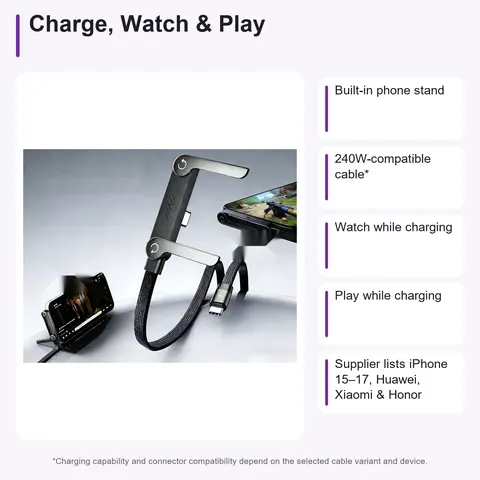 Charge, Watch & Play
Built-in phone stand
240W-compatible
cable*
Watch while charging
Play while charging
Supplier lists iPhone
15–17, Huawei,
Xiaomi & Honor
*Charging capability and connector compatibility depend on the selected cable variant and device.